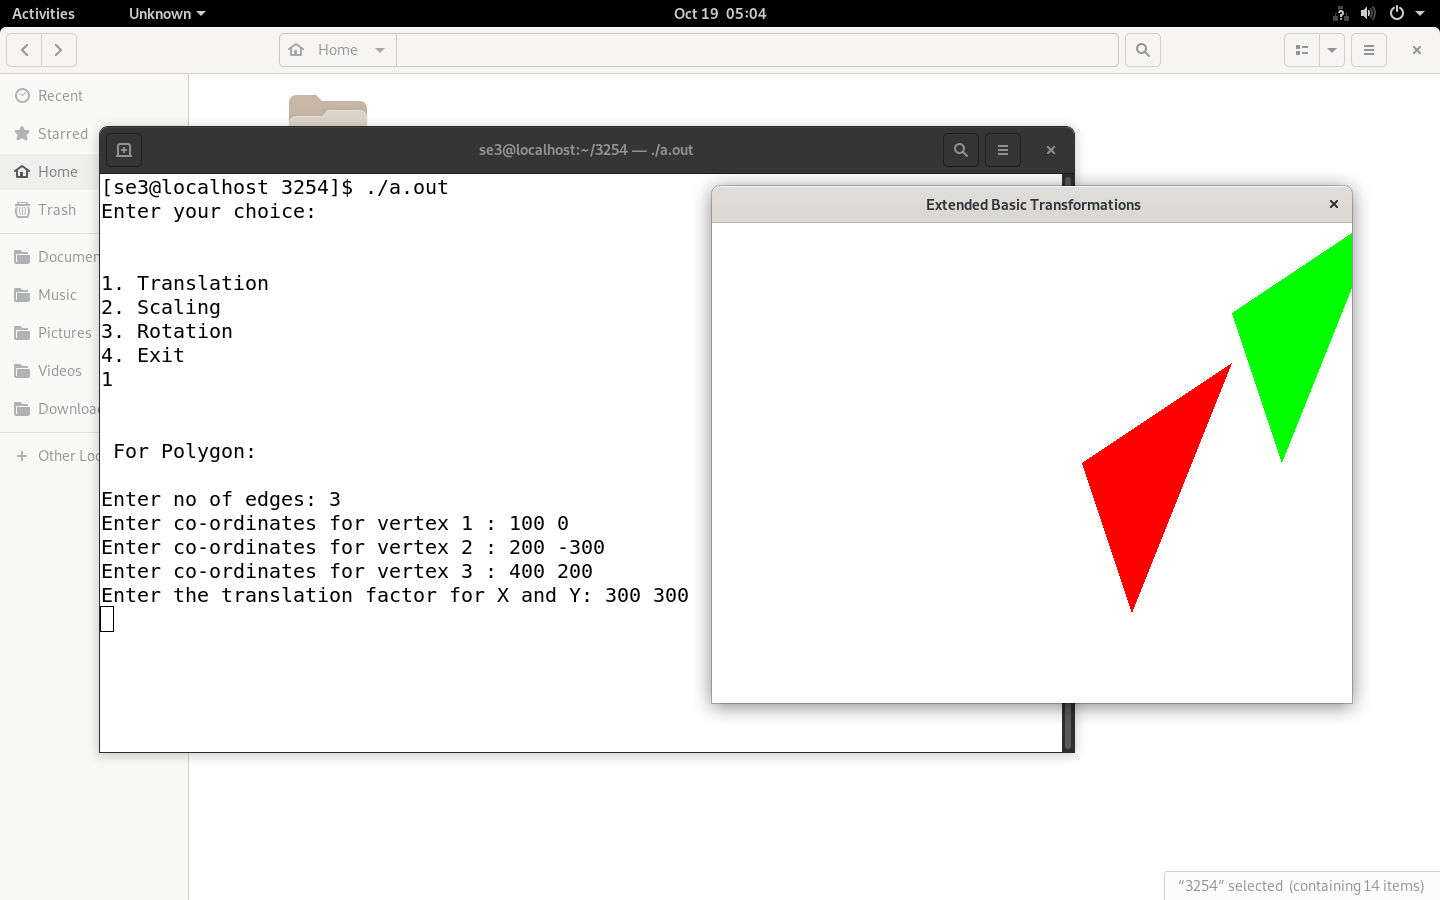 Activities
Unknown
Oct 19 05:04
Home
Recent
Starred
Home
Trash
Documen
Music
Pictures
Videos
Downloa
Other Loc
se3@localhost:~/3254 — ./a.out
[se3@localhost 3254]$ ./a.out
Enter your choice:
1. Translation
2. Scaling
3. Rotation
4. Exit
1
For Polygon:
Enter no of edges: 3
Enter co-ordinates for vertex 1 : 100 0
Enter co-ordinates for vertex 2 : 200 -300
Enter co-ordinates for vertex 3 : 400 200
Enter the translation factor for X and Y: 300 300
Extended Basic Transformations
“3254” selected (containing 14 items)